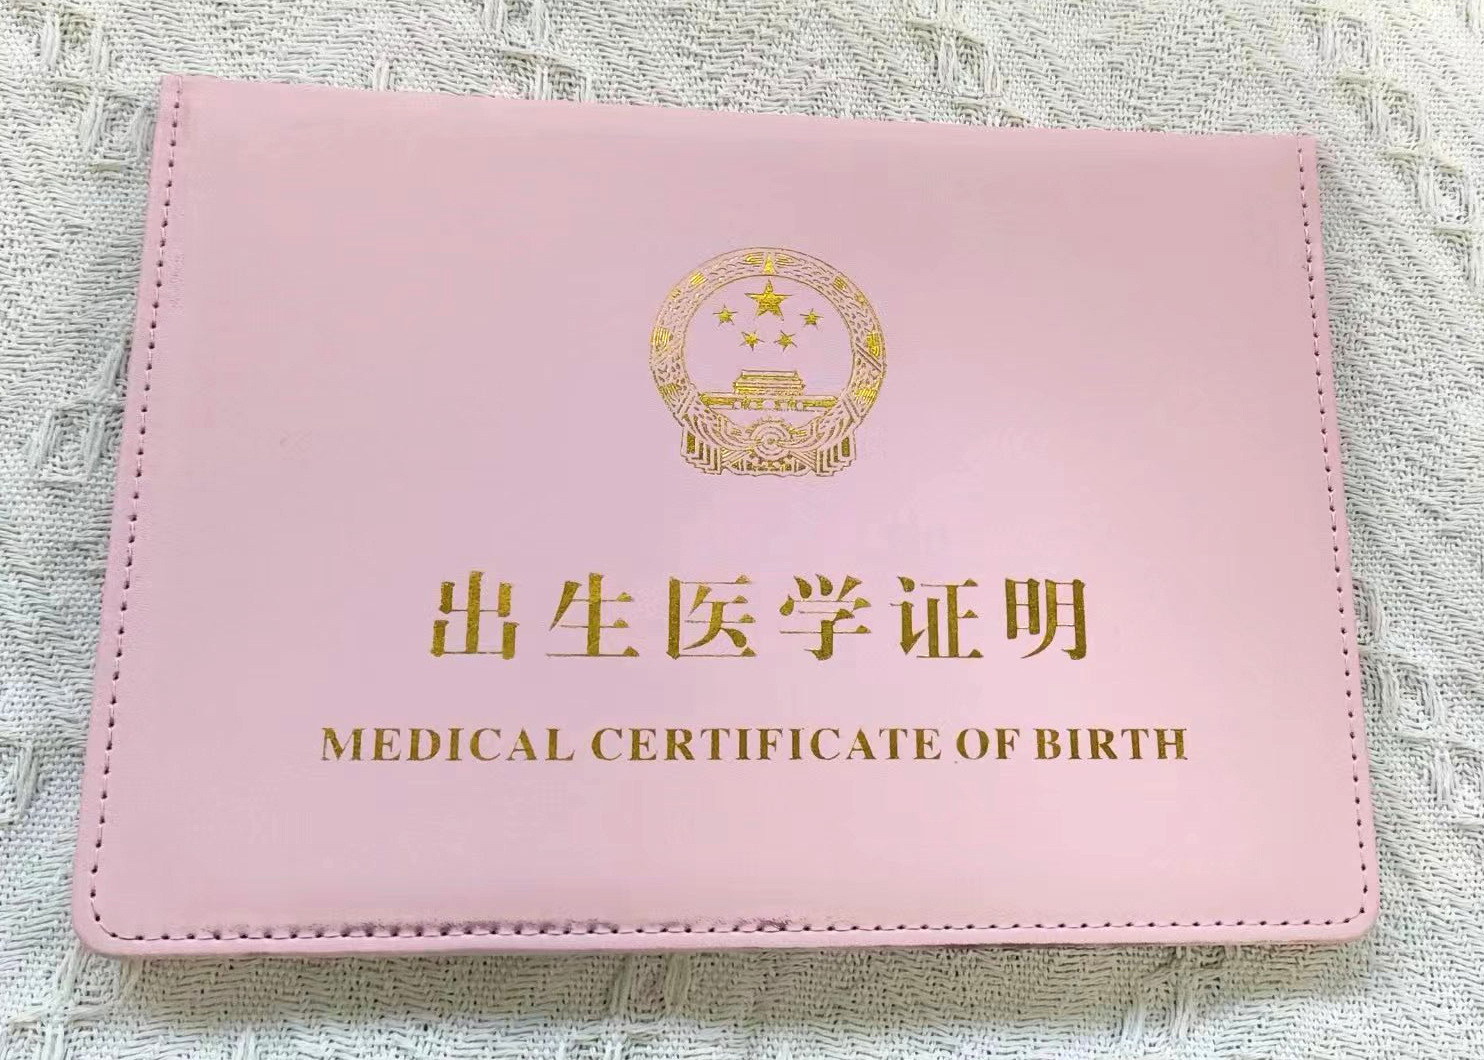 出生医学证明
MEDICAL CERTIFICATE OF BIRTH